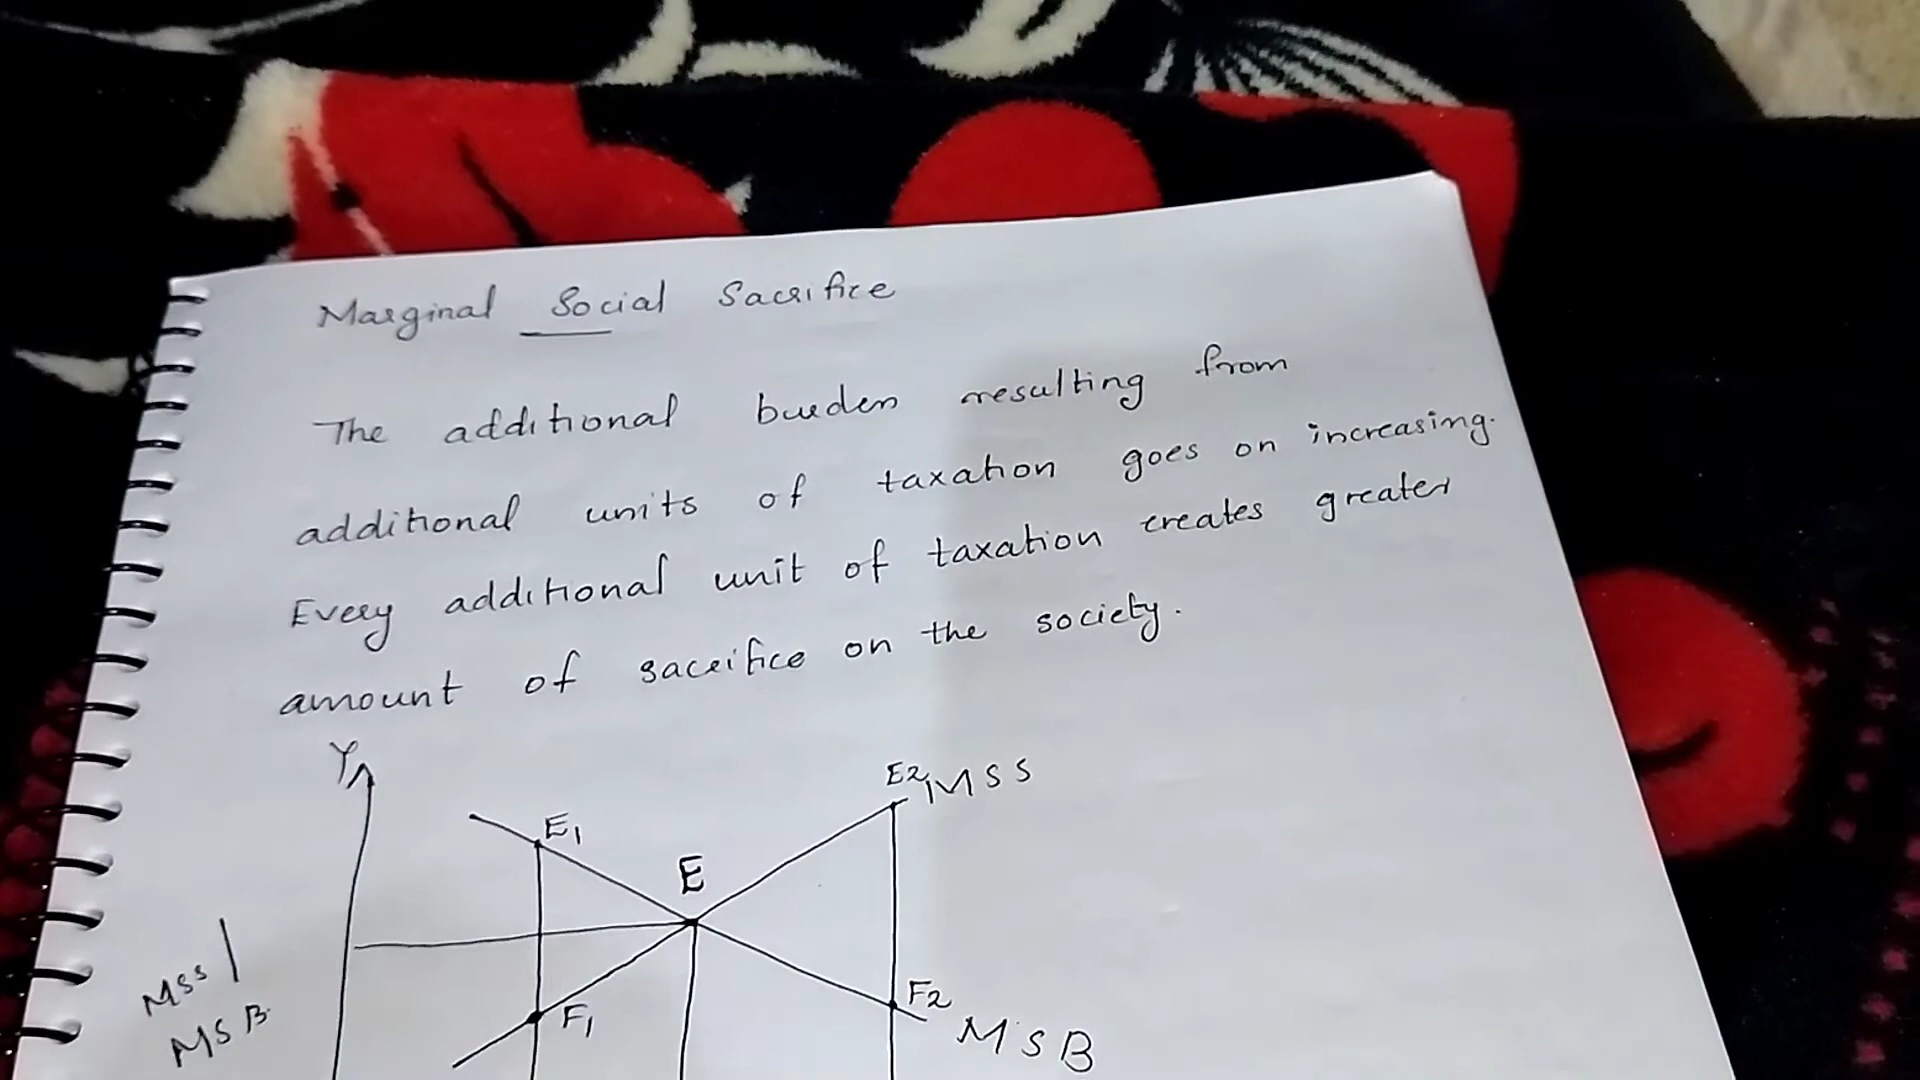 Marginal Social Sacrifice
The additional burden resulting from
additional units of taxation goes on increasing.
Every additional unit of taxation creates greater
amount of sacrifice on the society.
Y
E2 MSS
E1
E
MSS/
MSB
F1
F2
MSB